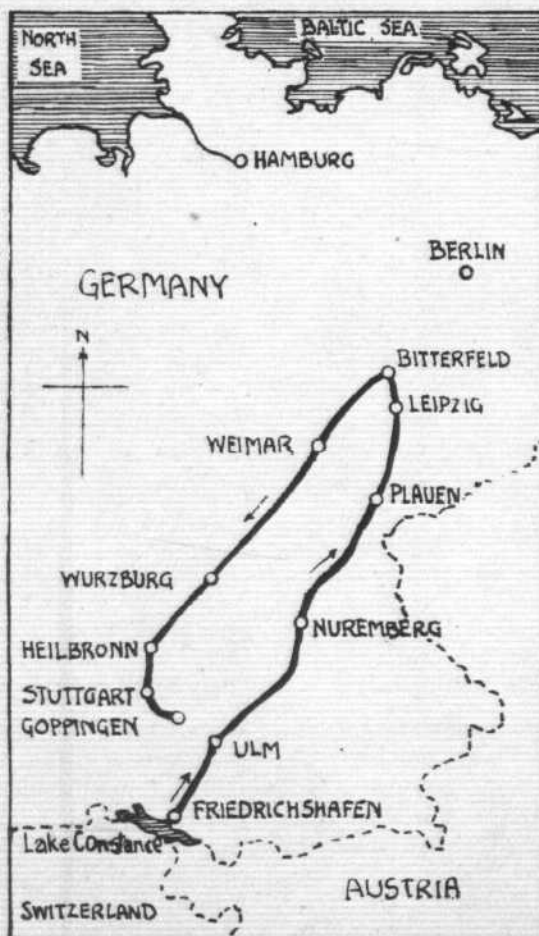 NORTH
SEA
BALTIC SEA
HAMBURG
BERLIN
GERMANY
N
BITTERFELD
LEIPZIG
WEIMAR
PLAUEN
WURZBURG
NUREMBERG
HEILBRONN
STUTTGART
GOPPINGEN
ULM
FRIEDRICHSHAFEN
Lake Constance
AUSTRIA
SWITZERLAND